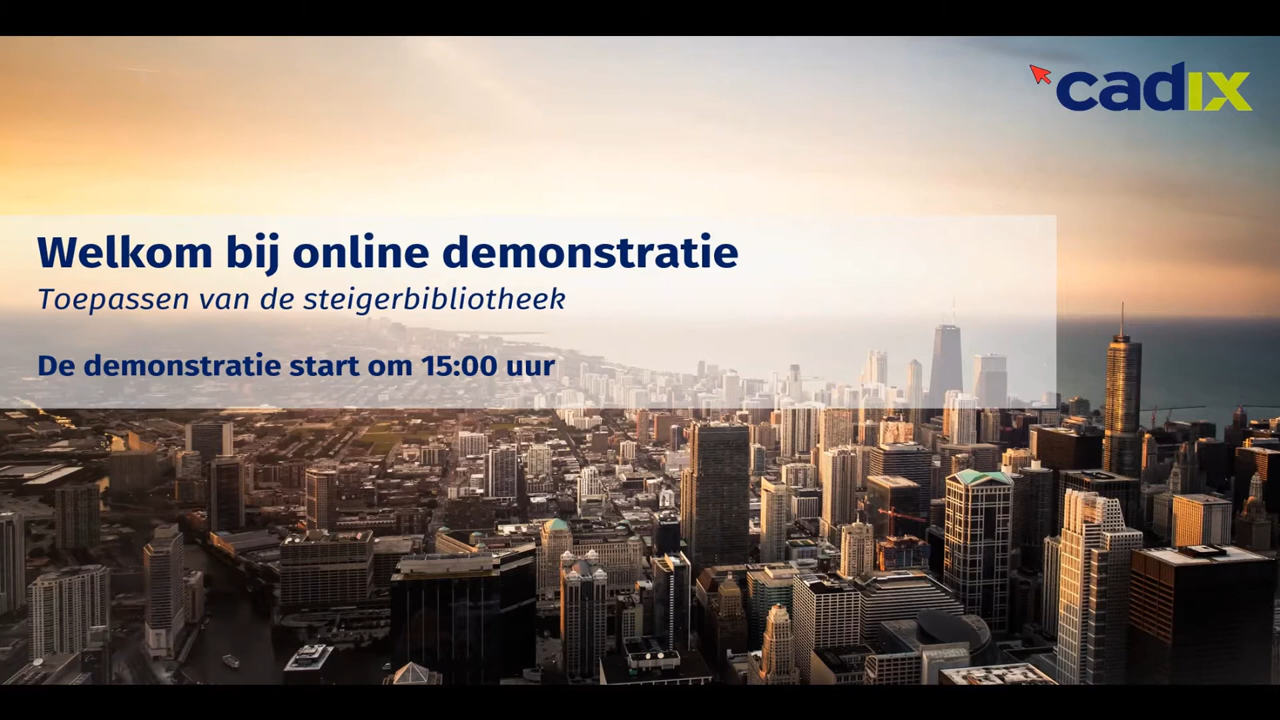 cadix
Welkom bij online demonstratie
Toepassen van de steigerbibliotheek
De demonstratie start om 15:00 uur